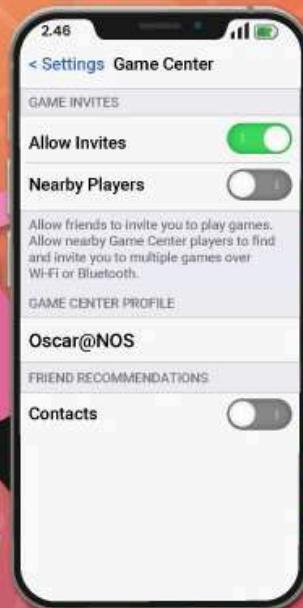 2.46
< Settings Game Center
GAME INVITES
Allow Invites
Nearby Players
Allow friends to invite you to play games.
Allow nearby Game Center players to find
and invite you to multiple games over
Wi-Fi or Bluetooth.
GAME CENTER PROFILE
Oscar@NOS
FRIEND RECOMMENDATIONS
Contacts